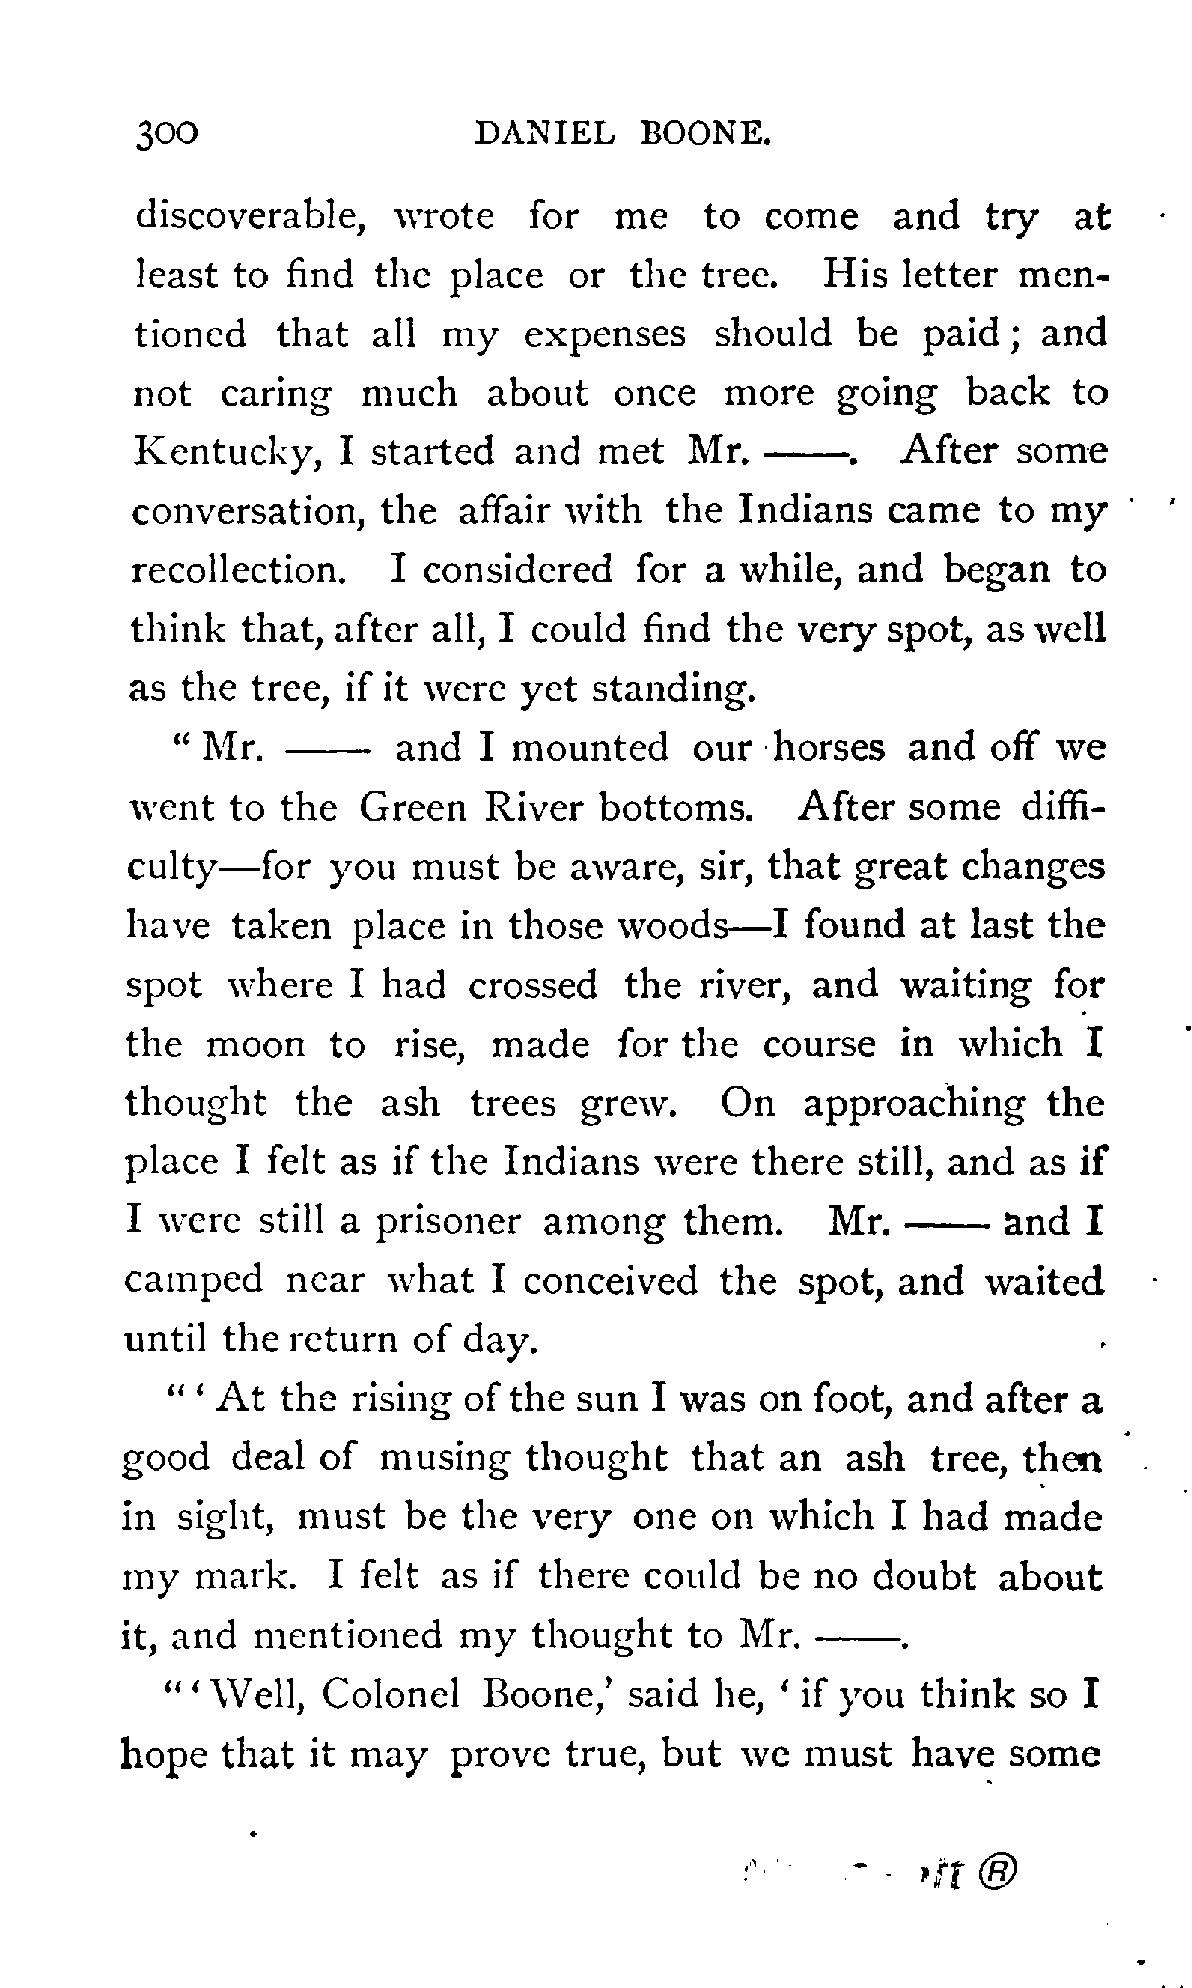 300 DANIEL BOONE.
discoverable, wrote for me to come and try at
least to find the place or the tree. His letter men-
tioned that all my expenses should be paid ; and
not caring much about once more going back to
Kentucky, I started and met Mr. ——. After some
conversation, the affair with the Indians came to my
recollection. I considered for a while, and began to
think that, after all, I could find the very spot, as well
as the tree, if it were yet standing.
" Mr. —— and I mounted our horses and off we
went to the Green River bottoms. After some diffi-
culty—for you must be aware, sir, that great changes
have taken place in those woods—I found at last the
spot where I had crossed the river, and waiting for
the moon to rise, made for the course in which I
thought the ash trees grew. On approaching the
place I felt as if the Indians were there still, and as if
I were still a prisoner among them. Mr. —— and I
camped near what I conceived the spot, and waited
until the return of day.
" ' At the rising of the sun I was on foot, and after a
good deal of musing thought that an ash tree, then
in sight, must be the very one on which I had made
my mark. I felt as if there could be no doubt about
it, and mentioned my thought to Mr. ——.
" ' Well, Colonel Boone,' said he, ' if you think so I
hope that it may prove true, but we must have some
®